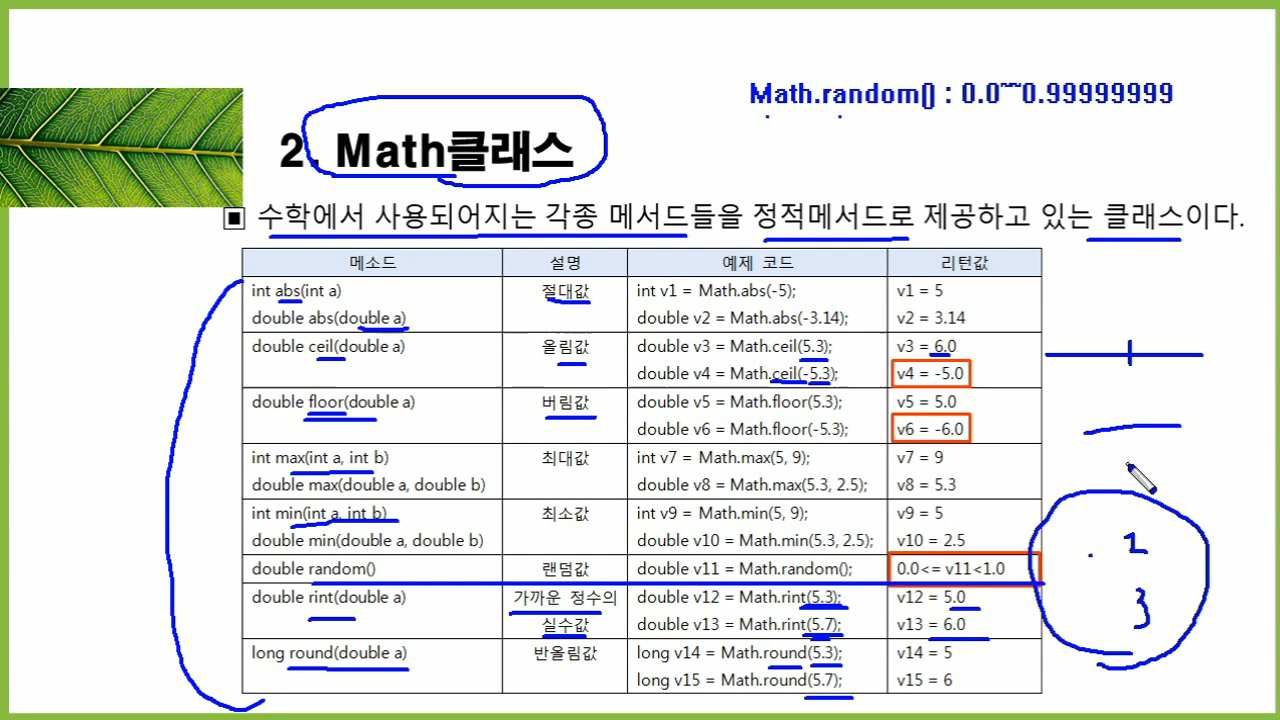 Math.random() : 0.0~~0.99999999
2. Math클래스
▣ 수학에서 사용되어지는 각종 메서드들을 정적메서드로 제공하고 있는 클래스이다.
메소드 설명 예제 코드 리턴값
int abs(int a) 절대값 int v1 = Math.abs(-5); v1 = 5
double abs(double a) double v2 = Math.abs(-3.14); v2 = 3.14
double ceil(double a) 올림값 double v3 = Math.ceil(5.3); v3 = 6.0
double v4 = Math.ceil(-5.3); v4 = -5.0
double floor(double a) 버림값 double v5 = Math.floor(5.3); v5 = 5.0
double v6 = Math.floor(-5.3); v6 = -6.0
int max(int a, int b) 최대값 int v7 = Math.max(5, 9); v7 = 9
double max(double a, double b) double v8 = Math.max(5.3, 2.5); v8 = 5.3
int min(int a, int b) 최소값 int v9 = Math.min(5, 9); v9 = 5
double min(double a, double b) double v10 = Math.min(5.3, 2.5); v10 = 2.5
1
double random() 랜덤값 double v11 = Math.random(); 0.0<= v11<1.0
double rint(double a) 가까운 정수의 double v12 = Math.rint(5.3); v12 = 5.0
3
실수값 double v13 = Math.rint(5.7); v13 = 6.0
long round(double a) 반올림값 long v14 = Math.round(5.3); v14 = 5
long v15 = Math.round(5.7); v15 = 6